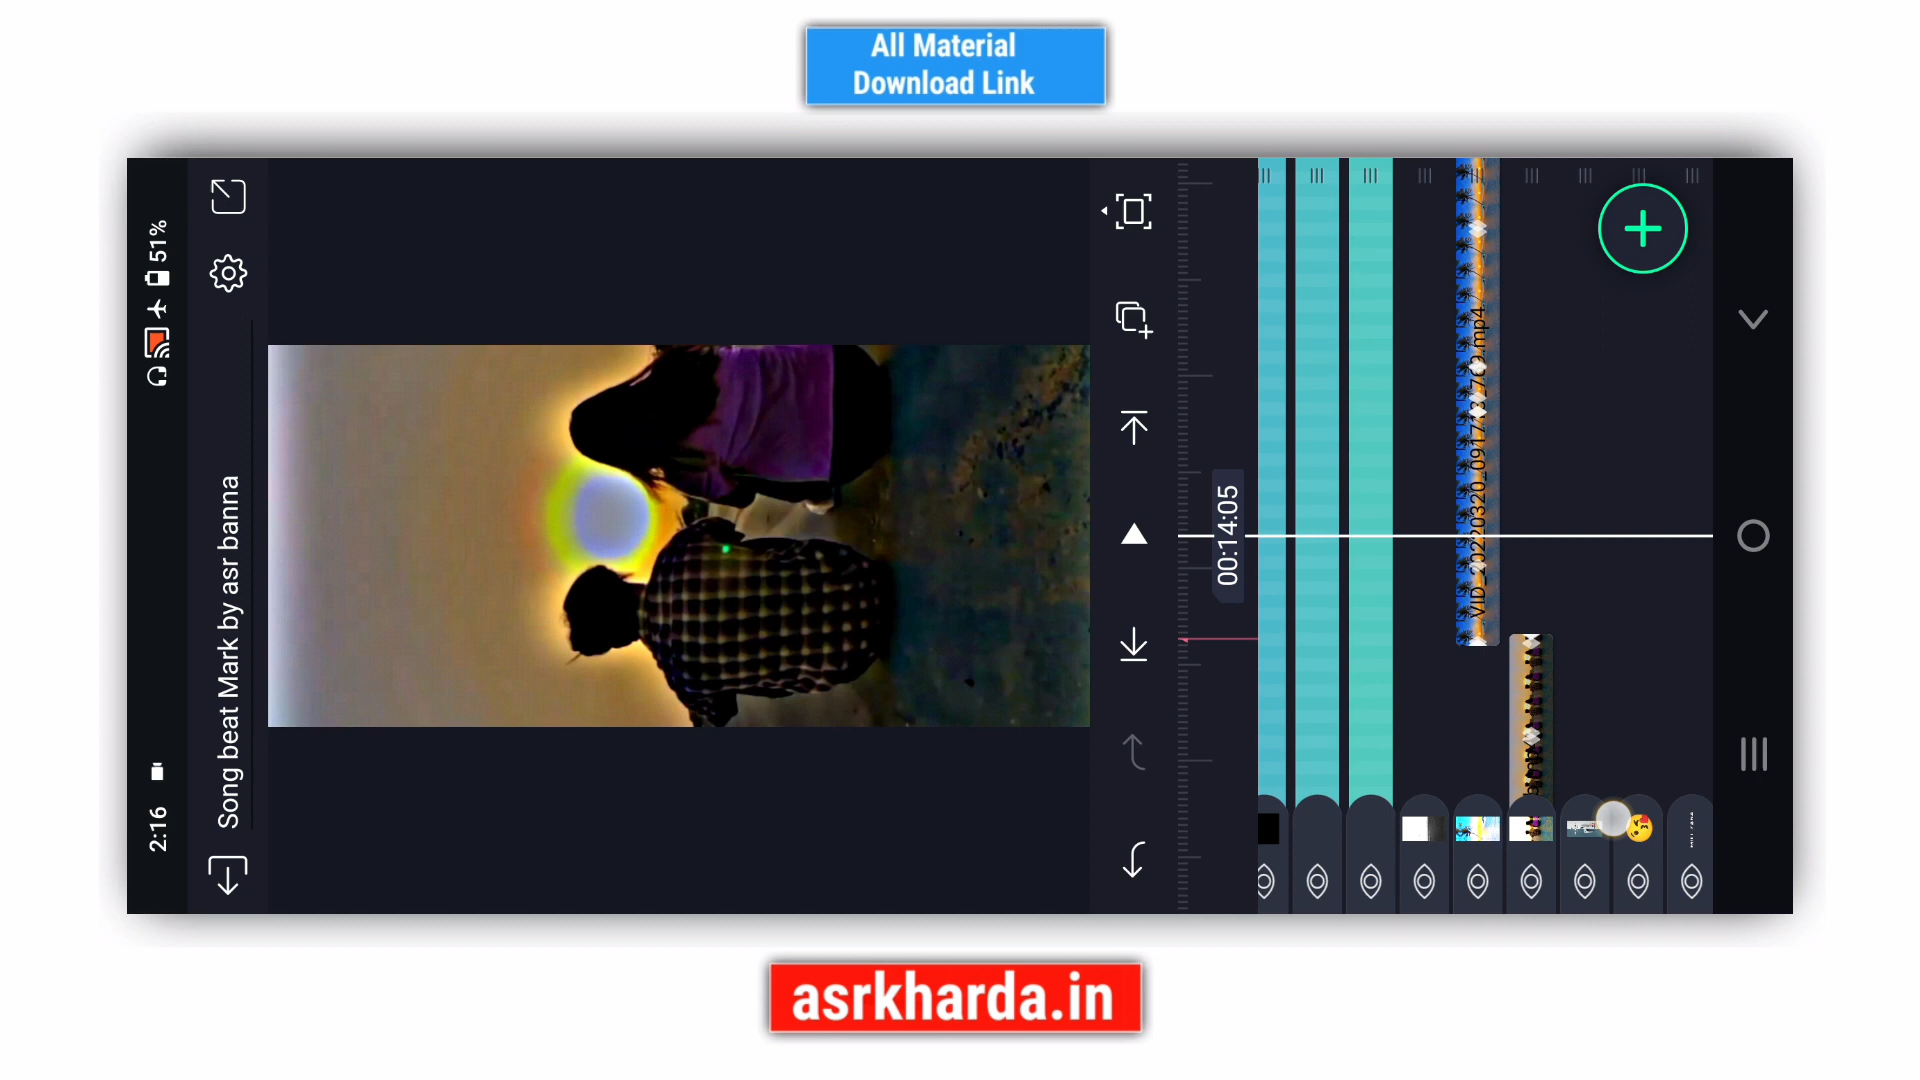 All Material
Download Link
2:16
51%
Song beat Mark by asr banna
00:14:05
asrkharda.in